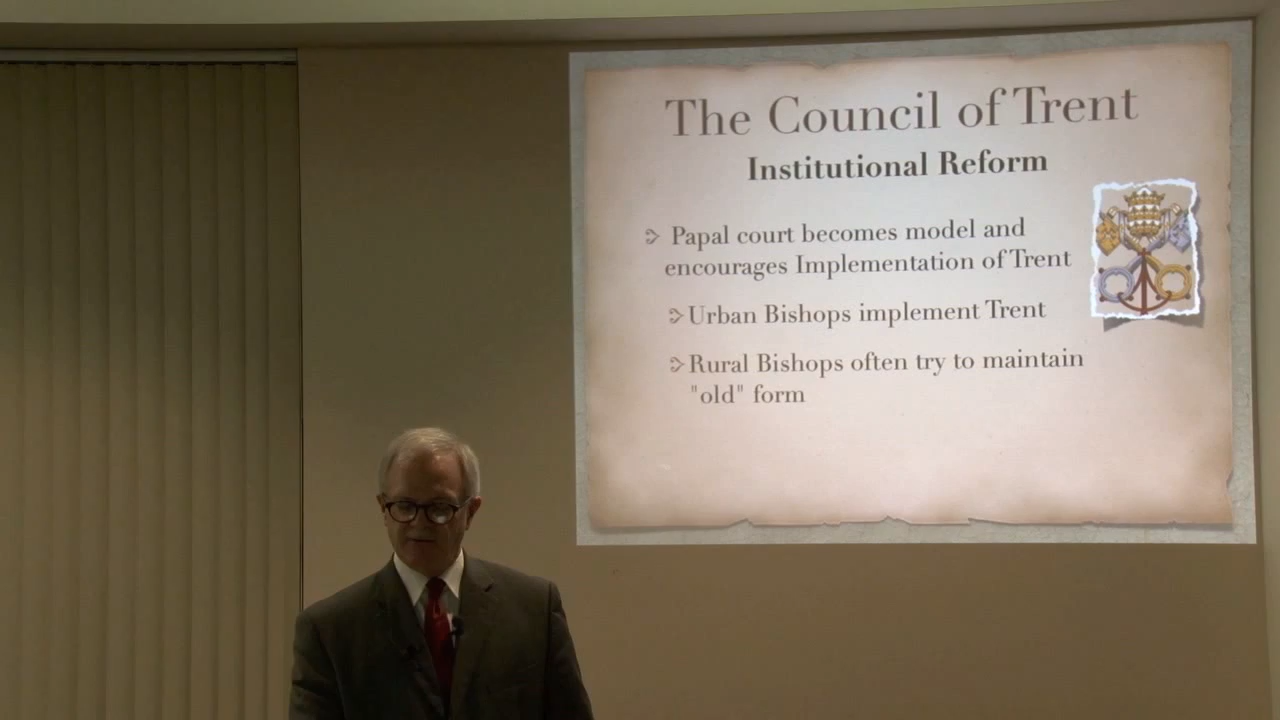 The Council of Trent
Institutional Reform
Papal court becomes model and
encourages Implementation of Trent
Urban Bishops implement Trent
Rural Bishops often try to maintain
"old" form